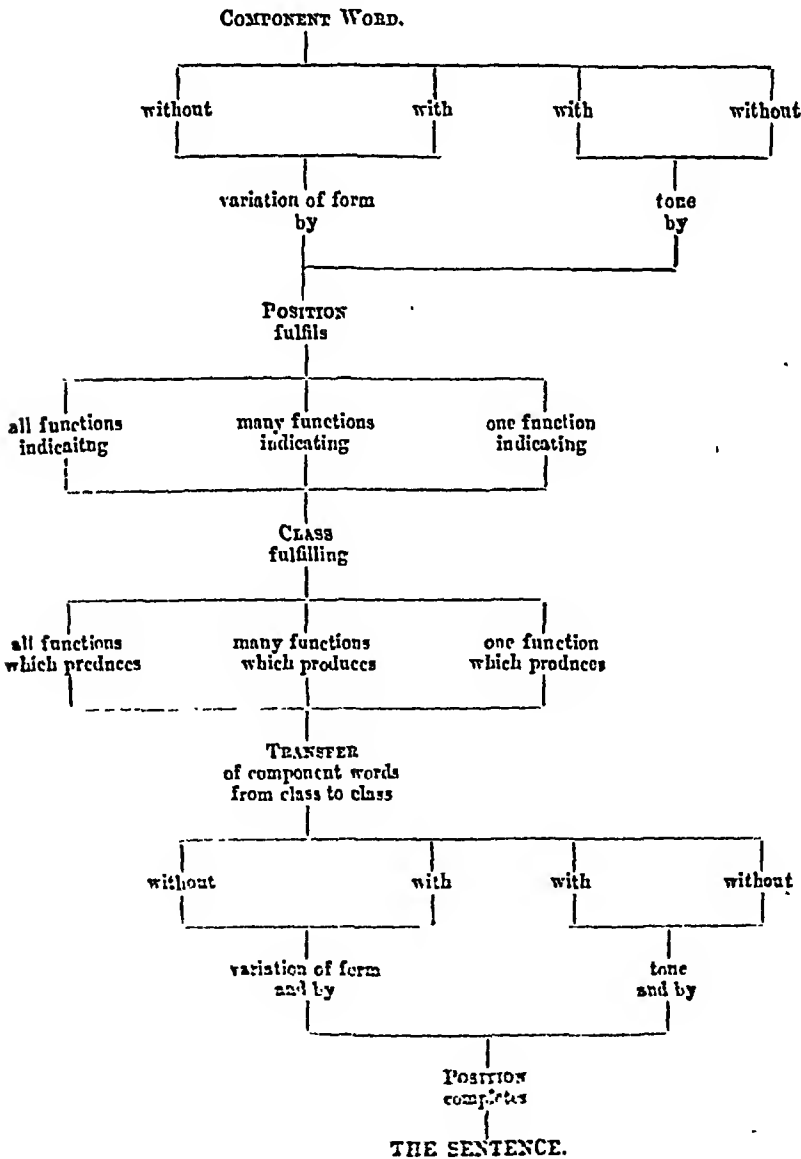 COMPONENT WORD.
without with with without
variation of form tone
by by
POSITION
fulfils
all functions many functions one function
indicaitng indicating indicating
CLASS
fulfilling
all functions many functions one function
which produces which produces which produces
TRANSFER
of component words
from class to class
without with with without
variation of form tone
and by and by
POSITION
completes
THE SENTENCE.